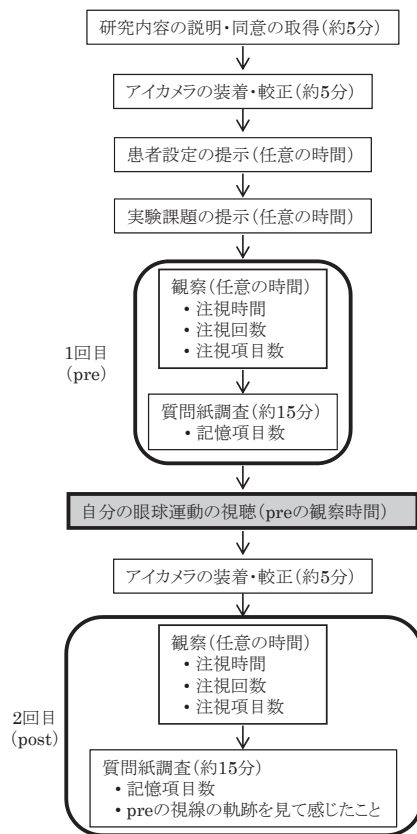 研究内容の説明・同意の取得(約5分)
アイカメラの装着・較正(約5分)
患者設定の提示(任意の時間)
実験課題の提示(任意の時間)
1回目
(pre)
観察(任意の時間)
・注視時間
・注視回数
・注視項目数
質問紙調査(約15分)
・記憶項目数
自分の眼球運動の視聴(preの観察時間)
アイカメラの装着・較正(約5分)
2回目
(post)
観察(任意の時間)
・注視時間
・注視回数
・注視項目数
質問紙調査(約15分)
・記憶項目数
・preの視線の軌跡を見て感じたこと